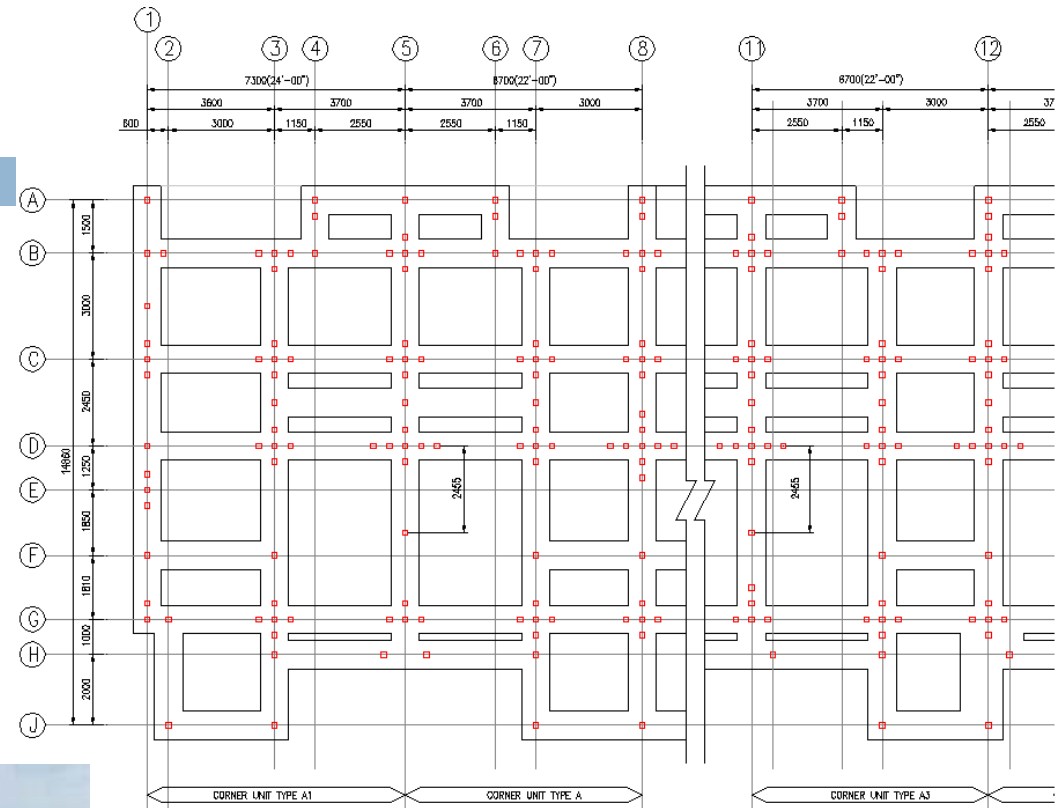 1
2 3 4 5 6 7 8 11 12
7300(24'-00") 6700(22'-00") 6700(22'-00")
3600 3700 3700 3000 3700 3000 37
600 3000 1150 2550 2550 1150 2550 1150 2550
A
1500
B
3000
C
2450
D
14860
1250
2455 2455
E
1850
F
1810
G
1000
H
2000
J
CORNER UNIT TYPE A1 CORNER UNIT TYPE A CORNER UNIT TYPE A3